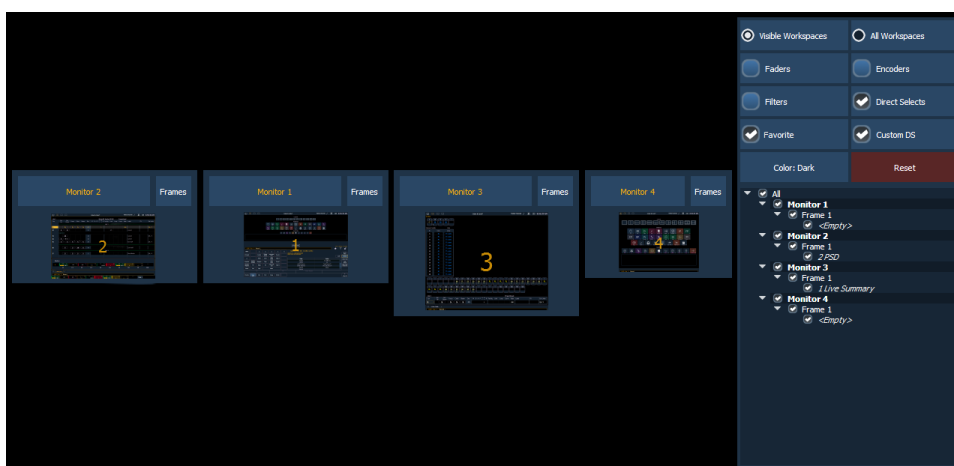 Visible Workspaces
All Workspaces
Faders
Encoders
Filters
Direct Selects
Favorite
Custom DS
Color: Dark
Reset
Monitor 2
Frames
Monitor 1
Frames
Monitor 3
Frames
Monitor 4
Frames
2
1
3
4
All
Monitor 1
Frame 1
<Empty>
Monitor 2
Frame 1
2 PSD
Monitor 3
Frame 1
1 Live Summary
Monitor 4
Frame 1
<Empty>